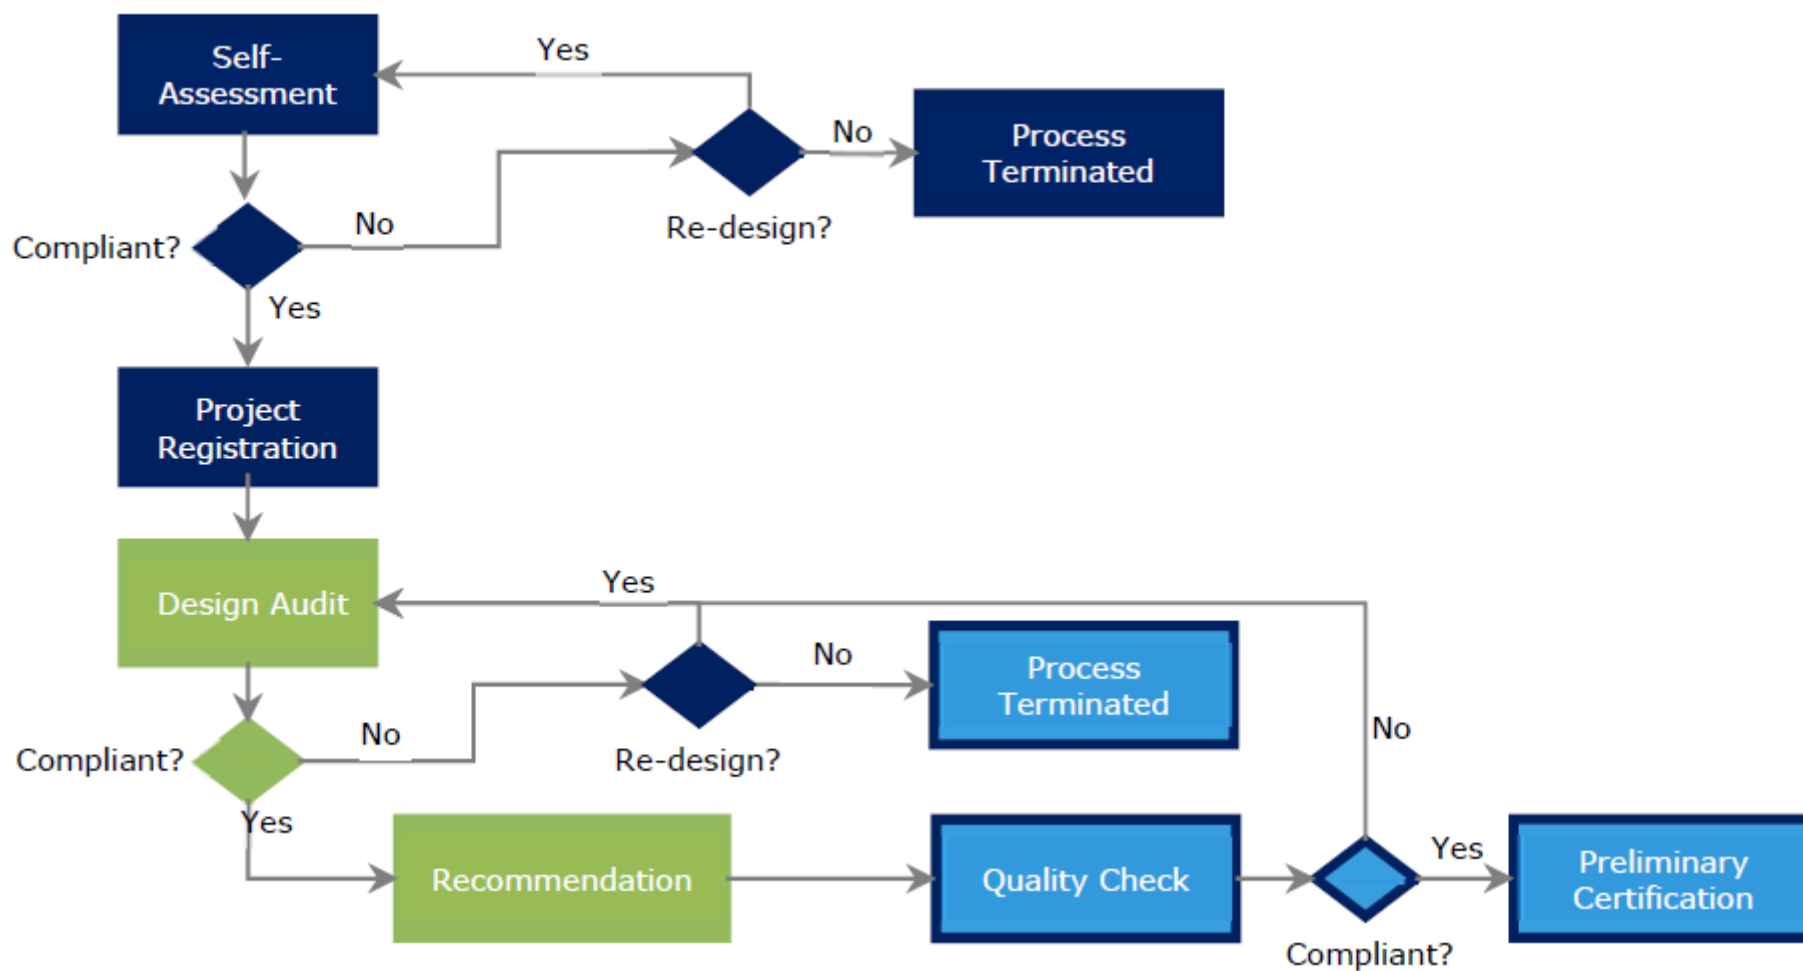 Self-
Assessment
Yes
No
Process
Terminated
Re-design?
Compliant?
No
Yes
Project
Registration
Design Audit
Yes
No
Process
Terminated
Re-design?
Compliant?
No
No
Yes
Recommendation
Quality Check
Yes
Preliminary
Certification
Compliant?